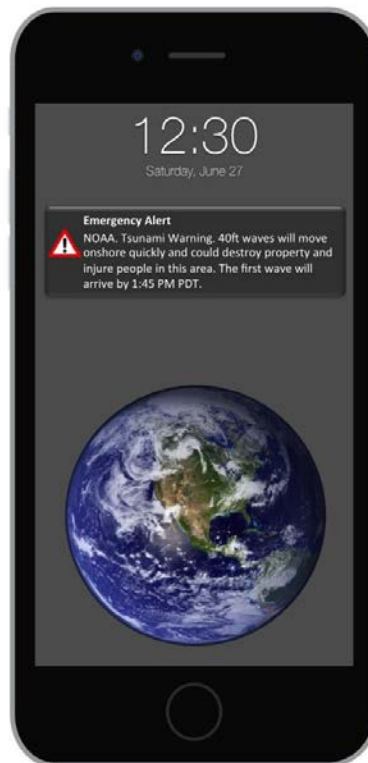 12:30
Saturday, June 27
Emergency Alert
NOAA. Tsunami Warning. 40ft waves will move
onshore quickly and could destroy property and
injure people in this area. The first wave will
arrive by 1:45 PM PDT.